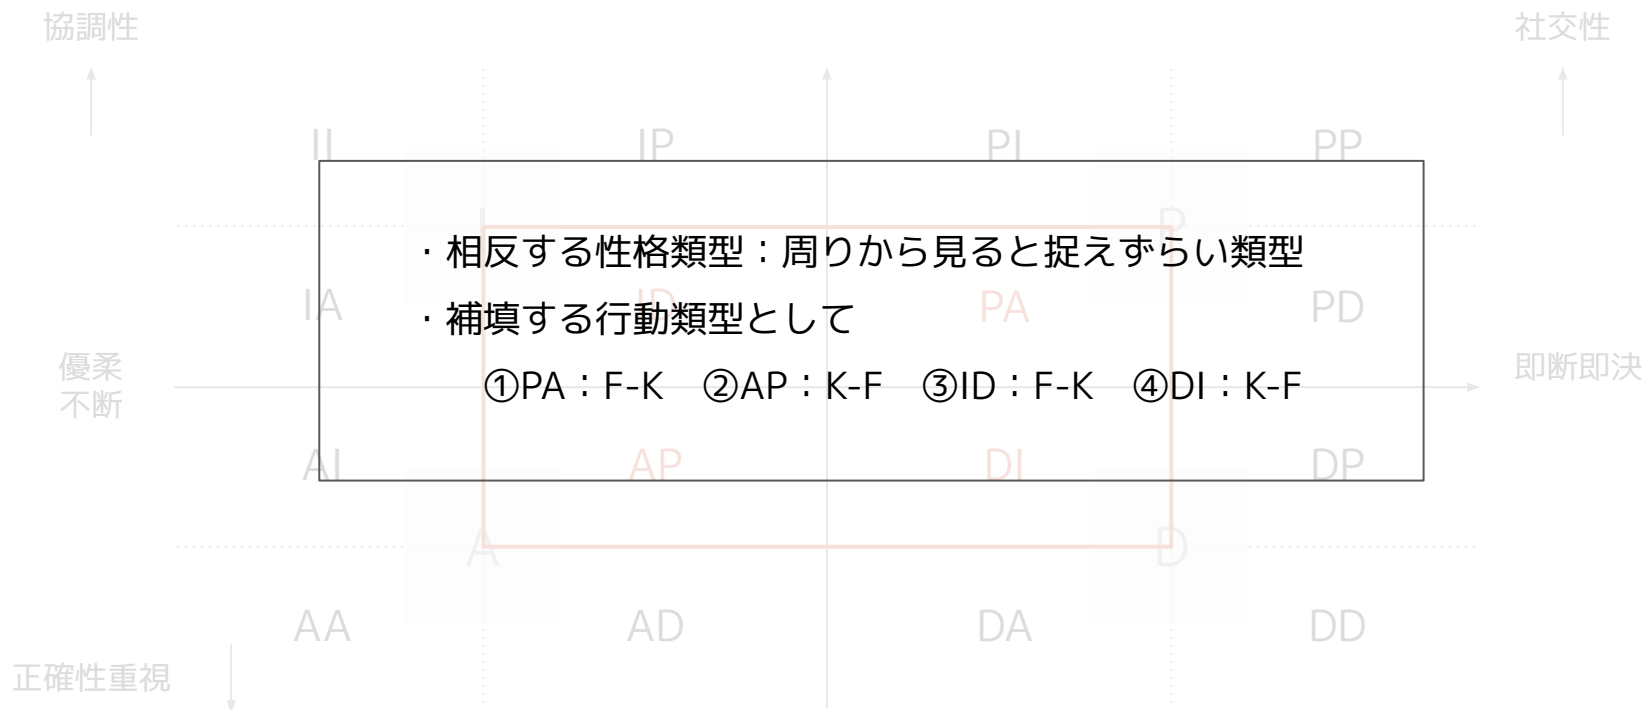 協調性
社交性
II
IP
PI
PP
I
P
・相反する性格類型：周りから見ると捉えずらい類型
IA
ID
PA
PD
・補填する行動類型として
優柔
不断
即断即決
①PA：F-K　②AP：K-F　③ID：F-K　④DI：K-F
AI
AP
DI
DP
A
D
AA
AD
DA
DD
正確性重視